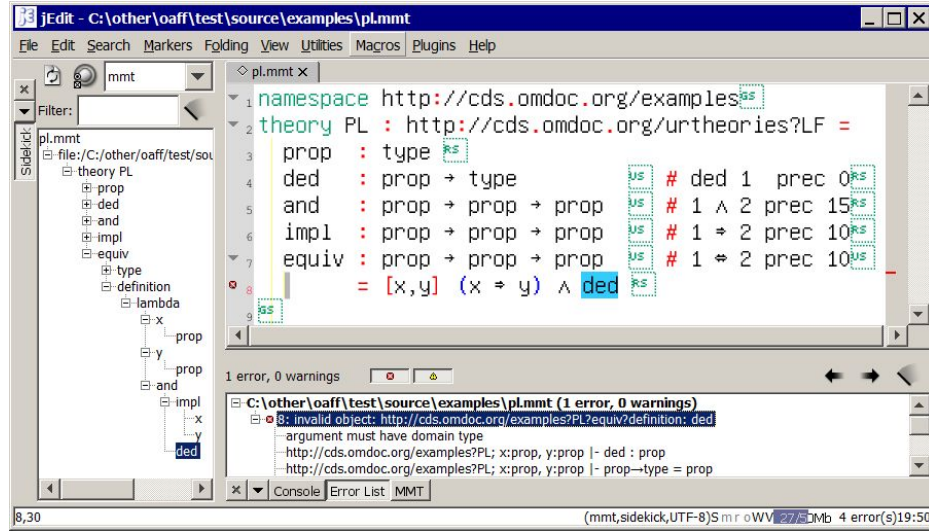 jEdit - C:\other\oaff\test\source\examples\pl.mmt
File Edit Search Markers Folding View Utilities Macros Plugins Help
mmt
Filter:
Sidekick
pl.mmt
file:/C:/other/oaff/test/sou
theory PL
prop
ded
and
impl
equiv
type
definition
lambda
x
prop
y
prop
and
impl
x
y
ded
pl.mmt
1 namespace http://cds.omdoc.org/examples GS
2 theory PL : http://cds.omdoc.org/urtheories?LF =
3 prop : type RS
4 ded : prop → type US # ded 1 prec 0 RS
5 and : prop → prop → prop US # 1 ∧ 2 prec 15 RS
6 impl : prop → prop → prop US # 1 ⇒ 2 prec 10 RS
7 equiv : prop → prop → prop US # 1 ⇔ 2 prec 10 US
8 = [x,y] (x ⇒ y) ∧ ded RS
9 GS
1 error, 0 warnings
C:\other\oaff\test\source\examples\pl.mmt (1 error, 0 warnings)
8: invalid object: http://cds.omdoc.org/examples?PL?equiv?definition: ded
argument must have domain type
http://cds.omdoc.org/examples?PL; x:prop, y:prop |- ded : prop
http://cds.omdoc.org/examples?PL; x:prop, y:prop |- prop→type = prop
Console Error List MMT
8,30 (mmt,sidekick,UTF-8) S m r o W V 27/50Mb 4 error(s) 19:50